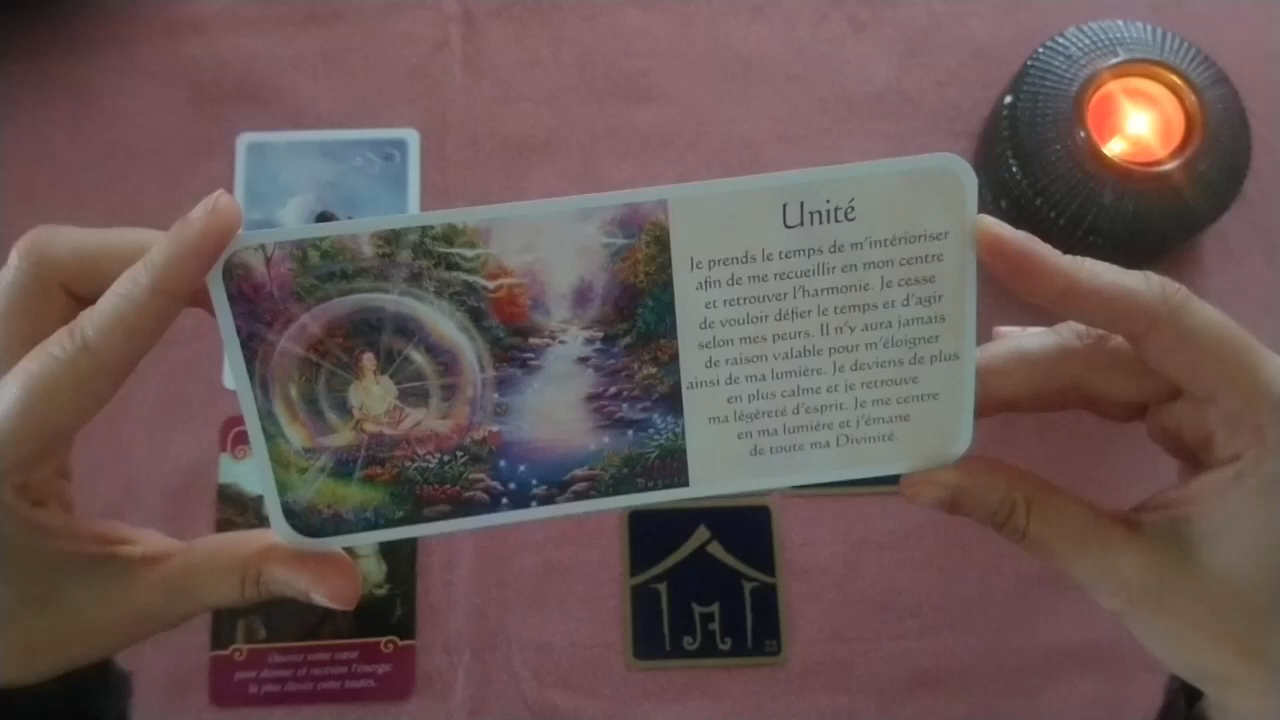 Unité
Je prends le temps de m'intérioriser
afin de me recueillir en mon centre
et retrouver l'harmonie. Je cesse
de vouloir défier le temps et d'agir
selon mes peurs. Il n'y aura jamais
de raison valable pour m'éloigner
ainsi de ma lumière. Je deviens de plus
en plus calme et je retrouve
ma légèreté d'esprit. Je me centre
en ma lumière et j'émane
de toute ma Divinité.
Ouvrez votre cœur
pour donner et recevoir l'énergie
la plus élevée entre toutes.